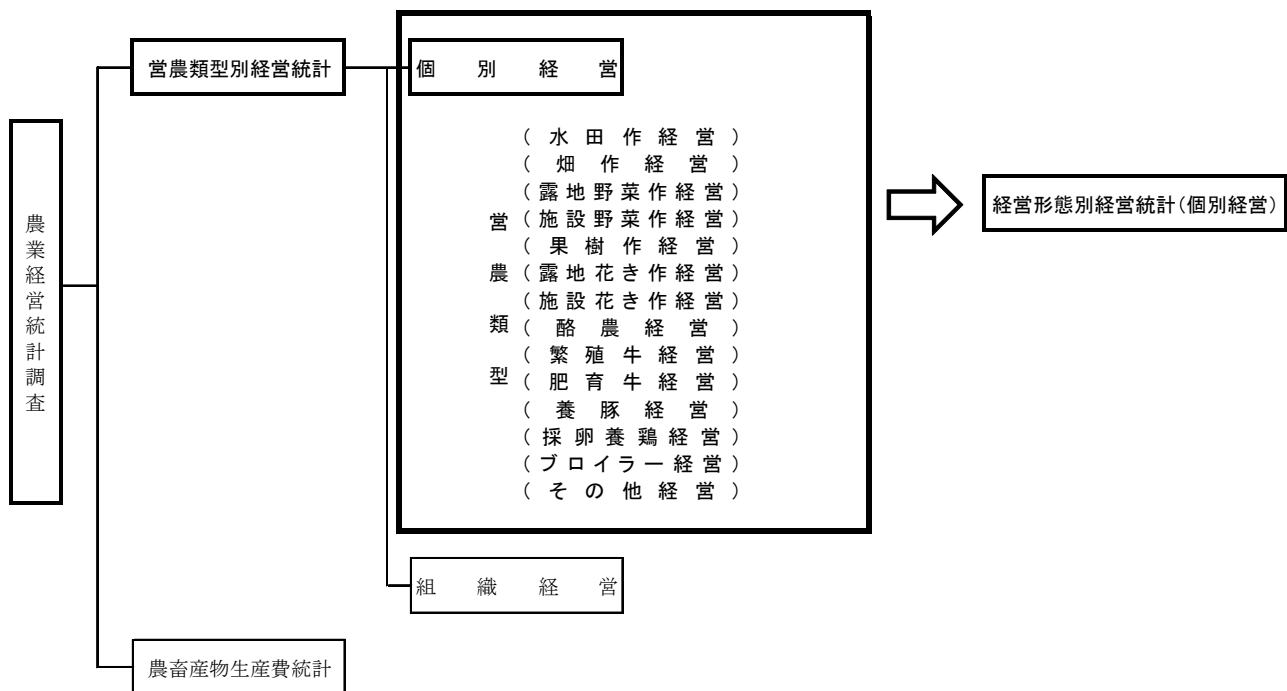 農業経営統計調査
営農類型別経営統計
個別経営
営農類型
(水田作経営)
(畑作経営)
(露地野菜作経営)
(施設野菜作経営)
(果樹作経営)
(露地花き作経営)
(施設花き作経営)
(酪農経営)
(繁殖牛経営)
(肥育牛経営)
(養豚経営)
(採卵養鶏経営)
(ブロイラー経営)
(その他経営)
経営形態別経営統計(個別経営)
組織経営
農畜産物生産費統計